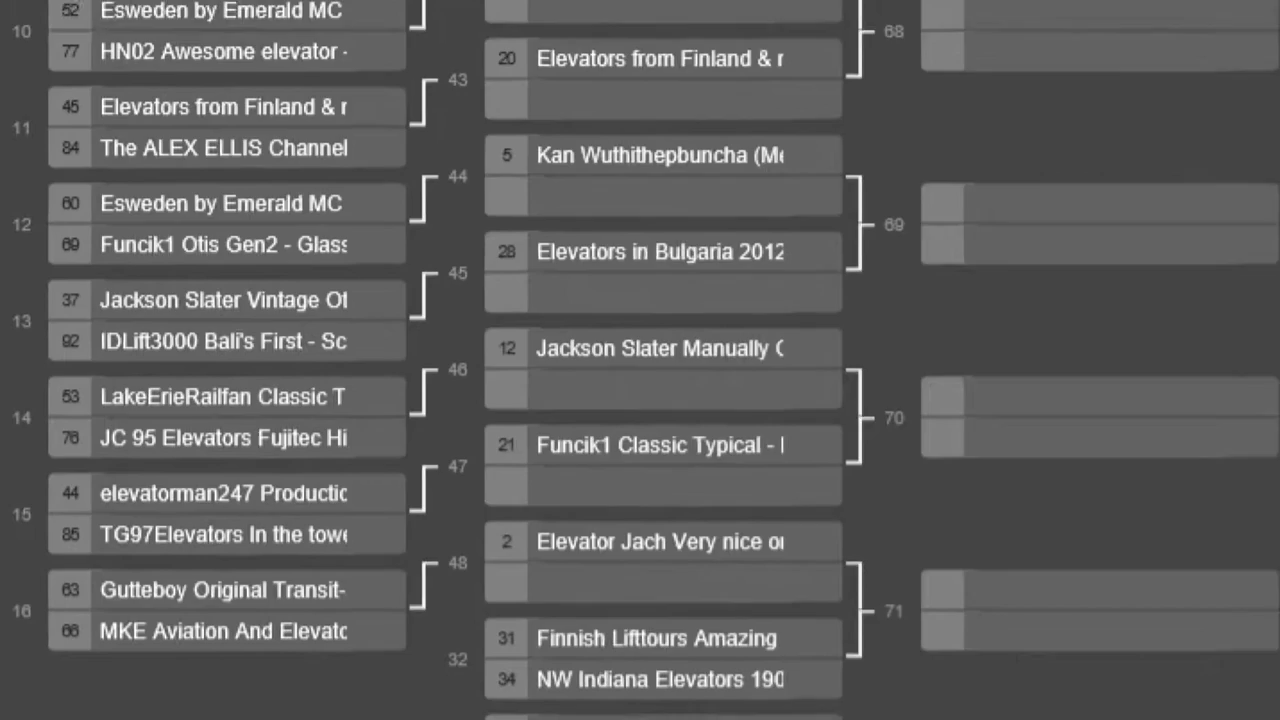 52 Esweden by Emerald MC
10
77 HN02 Awesome elevator -
45 Elevators from Finland & r
11
84 The ALEX ELLIS Channel
60 Esweden by Emerald MC
12
69 Funcik1 Otis Gen2 - Glass
37 Jackson Slater Vintage Ot
13
92 IDLift3000 Bali's First - Sc
53 LakeErieRailfan Classic T
14
76 JC 95 Elevators Fujitec Hi
44 elevatorman247 Productic
15
85 TG97Elevators In the towe
63 Gutteboy Original Transit-
16
66 MKE Aviation And Elevato
20 Elevators from Finland & r
43
5 Kan Wuthithepbuncha (Me
44
28 Elevators in Bulgaria 2012
45
12 Jackson Slater Manually C
46
21 Funcik1 Classic Typical - I
47
2 Elevator Jach Very nice or
48
31 Finnish Lifttours Amazing
32
34 NW Indiana Elevators 190
68
69
70
71